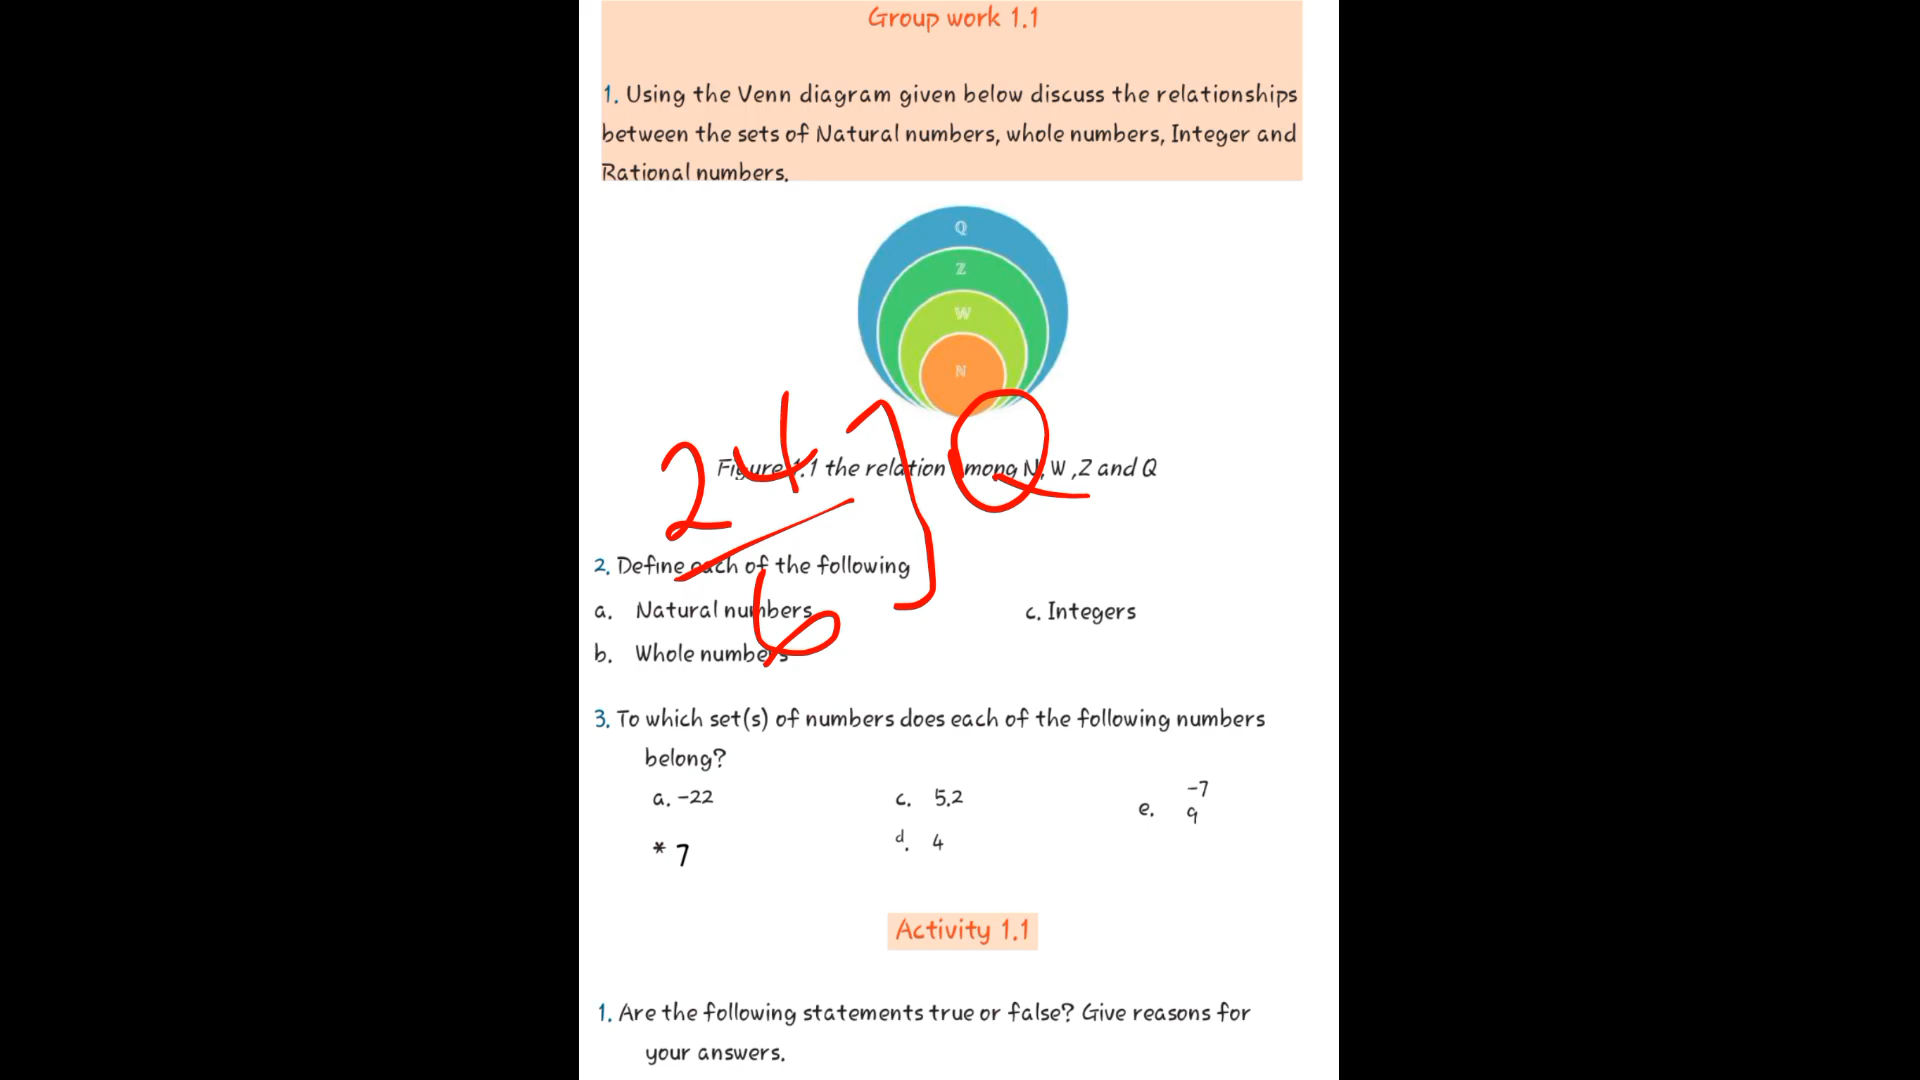 Group work 1.1
1. Using the Venn diagram given below discuss the relationships
between the sets of Natural numbers, whole numbers, Integer and
Rational numbers.
Q
Z
W
N
Figure 1.1 the relation among N, W ,Z and Q
24
6
Q
2. Define each of the following
a. Natural numbers
c. Integers
b. Whole numbers
3. To which set(s) of numbers does each of the following numbers
belong?
a. -22
c. 5.2
e. -7
9
* 7
d. 4
Activity 1.1
1. Are the following statements true or false? Give reasons for
your answers.